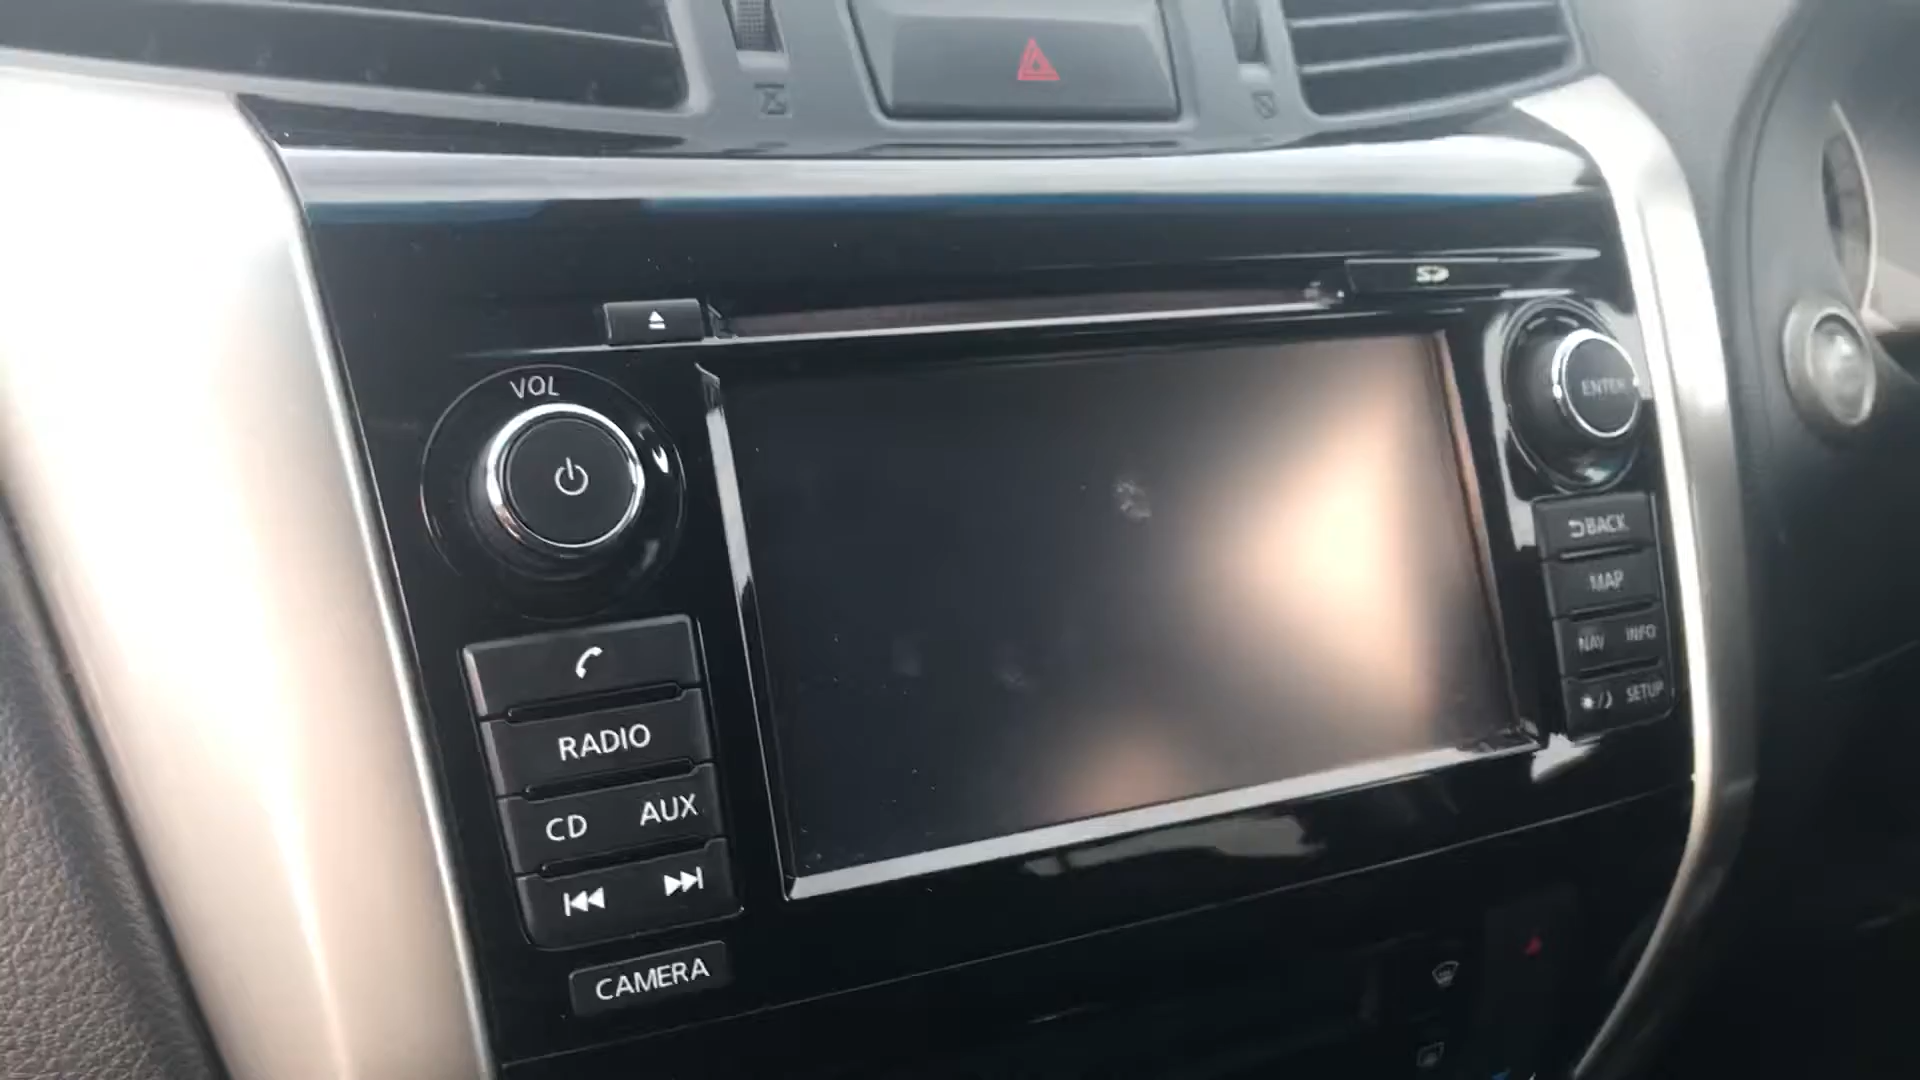 SD
VOL
ENTER
BACK
MAP
NAV INFO
SETUP
RADIO
CD AUX
CAMERA